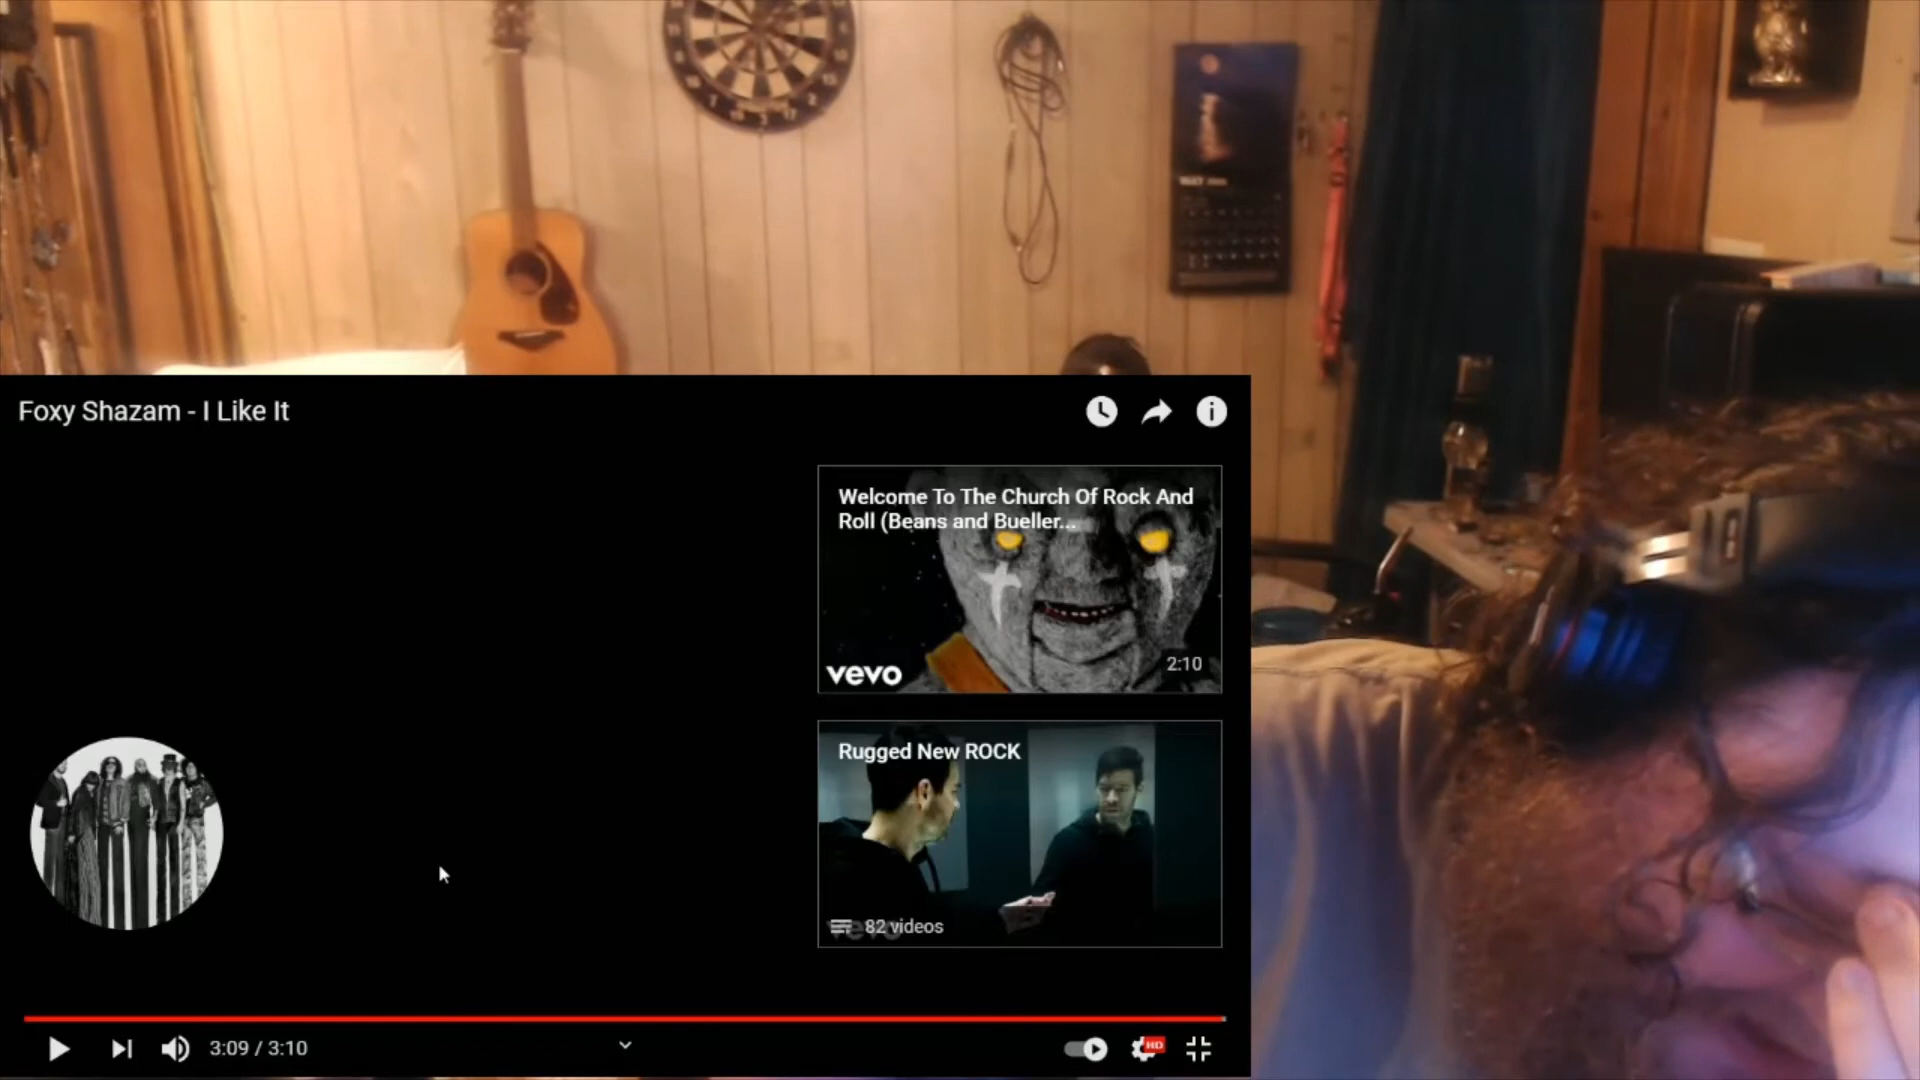 MAY
Foxy Shazam - I Like It
Welcome To The Church Of Rock And
Roll (Beans and Bueller...
vevo
2:10
Rugged New ROCK
82 videos
3:09 / 3:10
HD